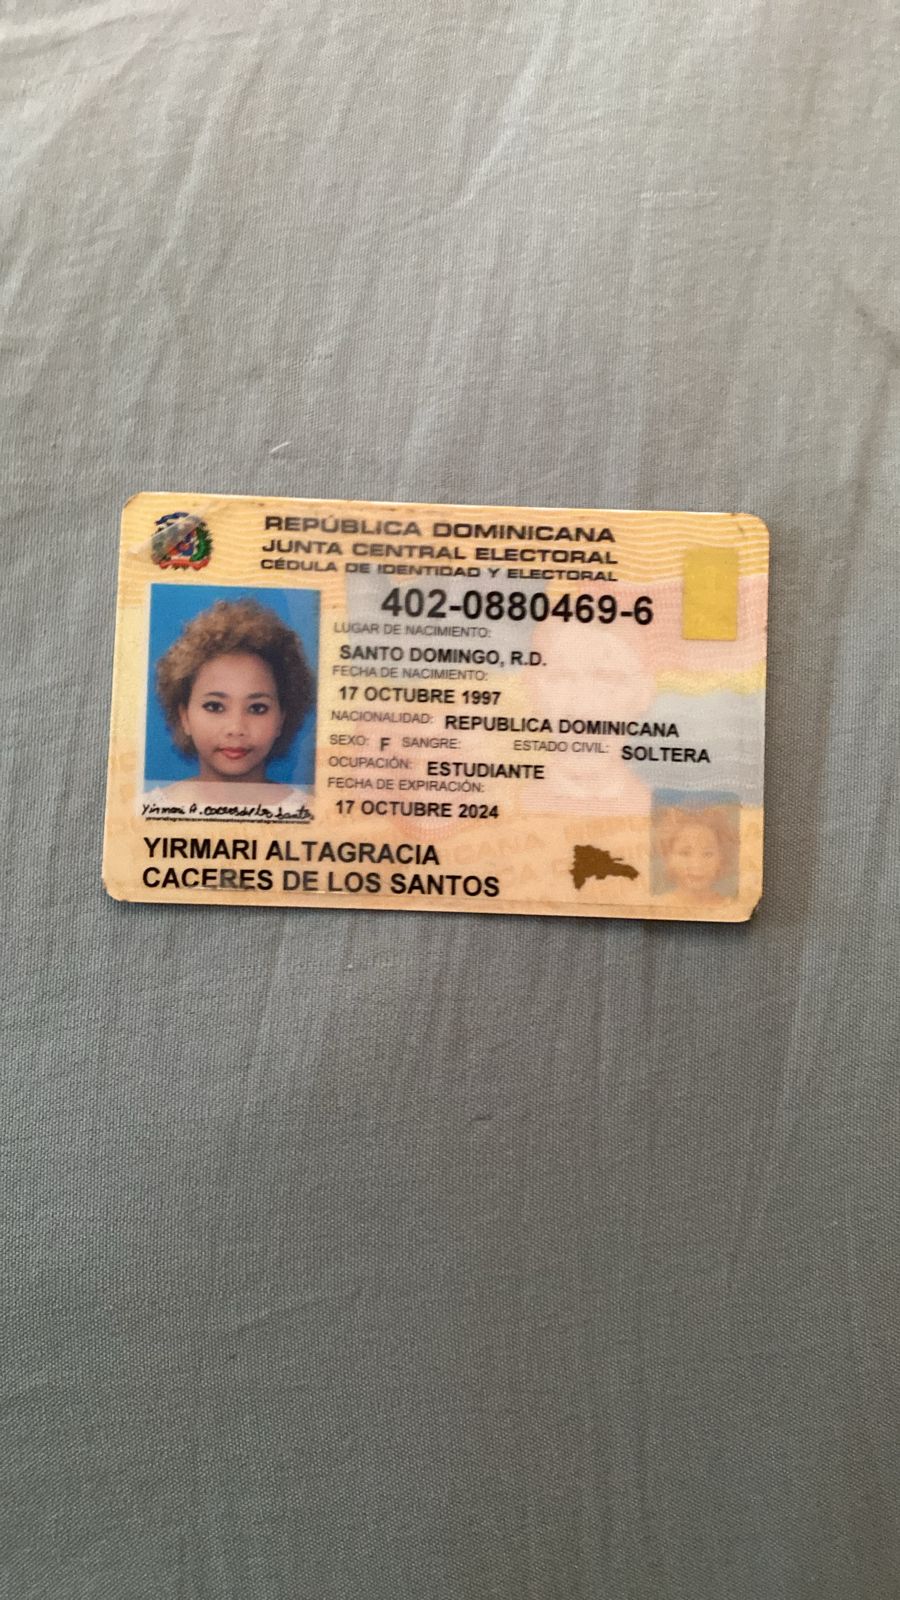 REPÚBLICA DOMINICANA
JUNTA CENTRAL ELECTORAL
CÉDULA DE IDENTIDAD Y ELECTORAL
402-0880469-6
LUGAR DE NACIMIENTO:
SANTO DOMINGO, R.D.
FECHA DE NACIMIENTO:
17 OCTUBRE 1997
NACIONALIDAD: REPUBLICA DOMINICANA
SEXO: F SANGRE: ESTADO CIVIL: SOLTERA
OCUPACIÓN: ESTUDIANTE
FECHA DE EXPIRACIÓN:
17 OCTUBRE 2024
Yirmari A. caceres de los Santos
YIRMARI ALTAGRACIA
CACERES DE LOS SANTOS